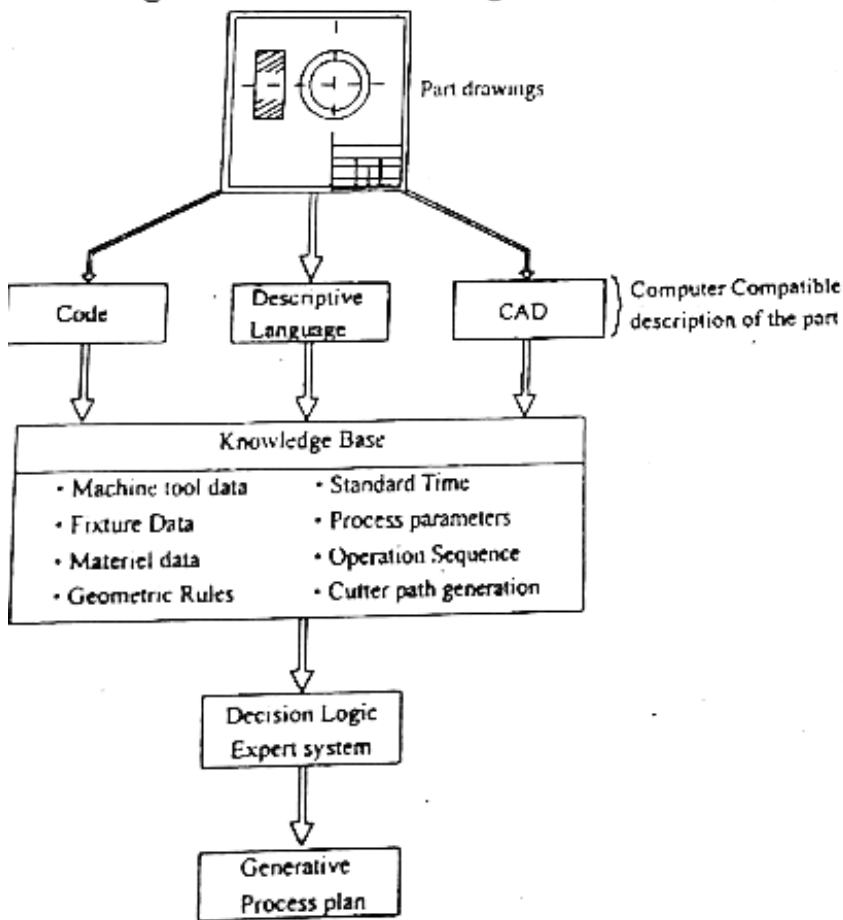 Part drawings
Code
Descriptive
Language
CAD
Computer Compatible
description of the part
Knowledge Base
• Machine tool data
• Fixture Data
• Materiel data
• Geometric Rules
• Standard Time
• Process parameters
• Operation Sequence
• Cutter path generation
Decision Logic
Expert system
Generative
Process plan